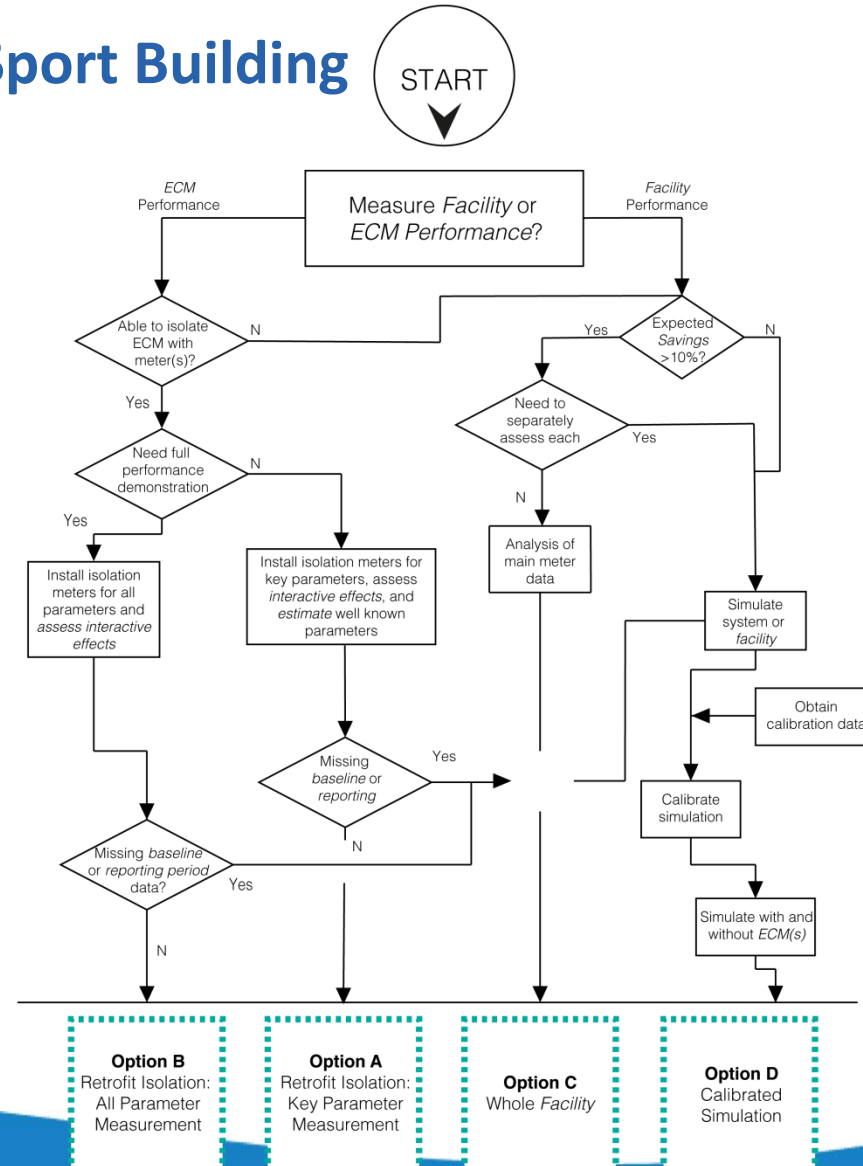 Sport Building
START
Measure Facility or
ECM Performance?
ECM
Performance
Facility
Performance
Able to isolate
ECM with
meter(s)?
N
Yes
Expected
Savings
>10%?
Yes
N
Need to
separately
assess each
Yes
N
Need full
performance
demonstration
N
Yes
Install isolation
meters for all
parameters and
assess interactive
effects
Install isolation meters for
key parameters, assess
interactive effects, and
estimate well known
parameters
Analysis of
main meter
data
Simulate
system or
facility
Obtain
calibration data
Missing
baseline or
reporting
Yes
N
Calibrate
simulation
Missing baseline
or reporting period
data?
Yes
N
Simulate with and
without ECM(s)
Option B
Retrofit Isolation:
All Parameter
Measurement
Option A
Retrofit Isolation:
Key Parameter
Measurement
Option C
Whole Facility
Option D
Calibrated
Simulation